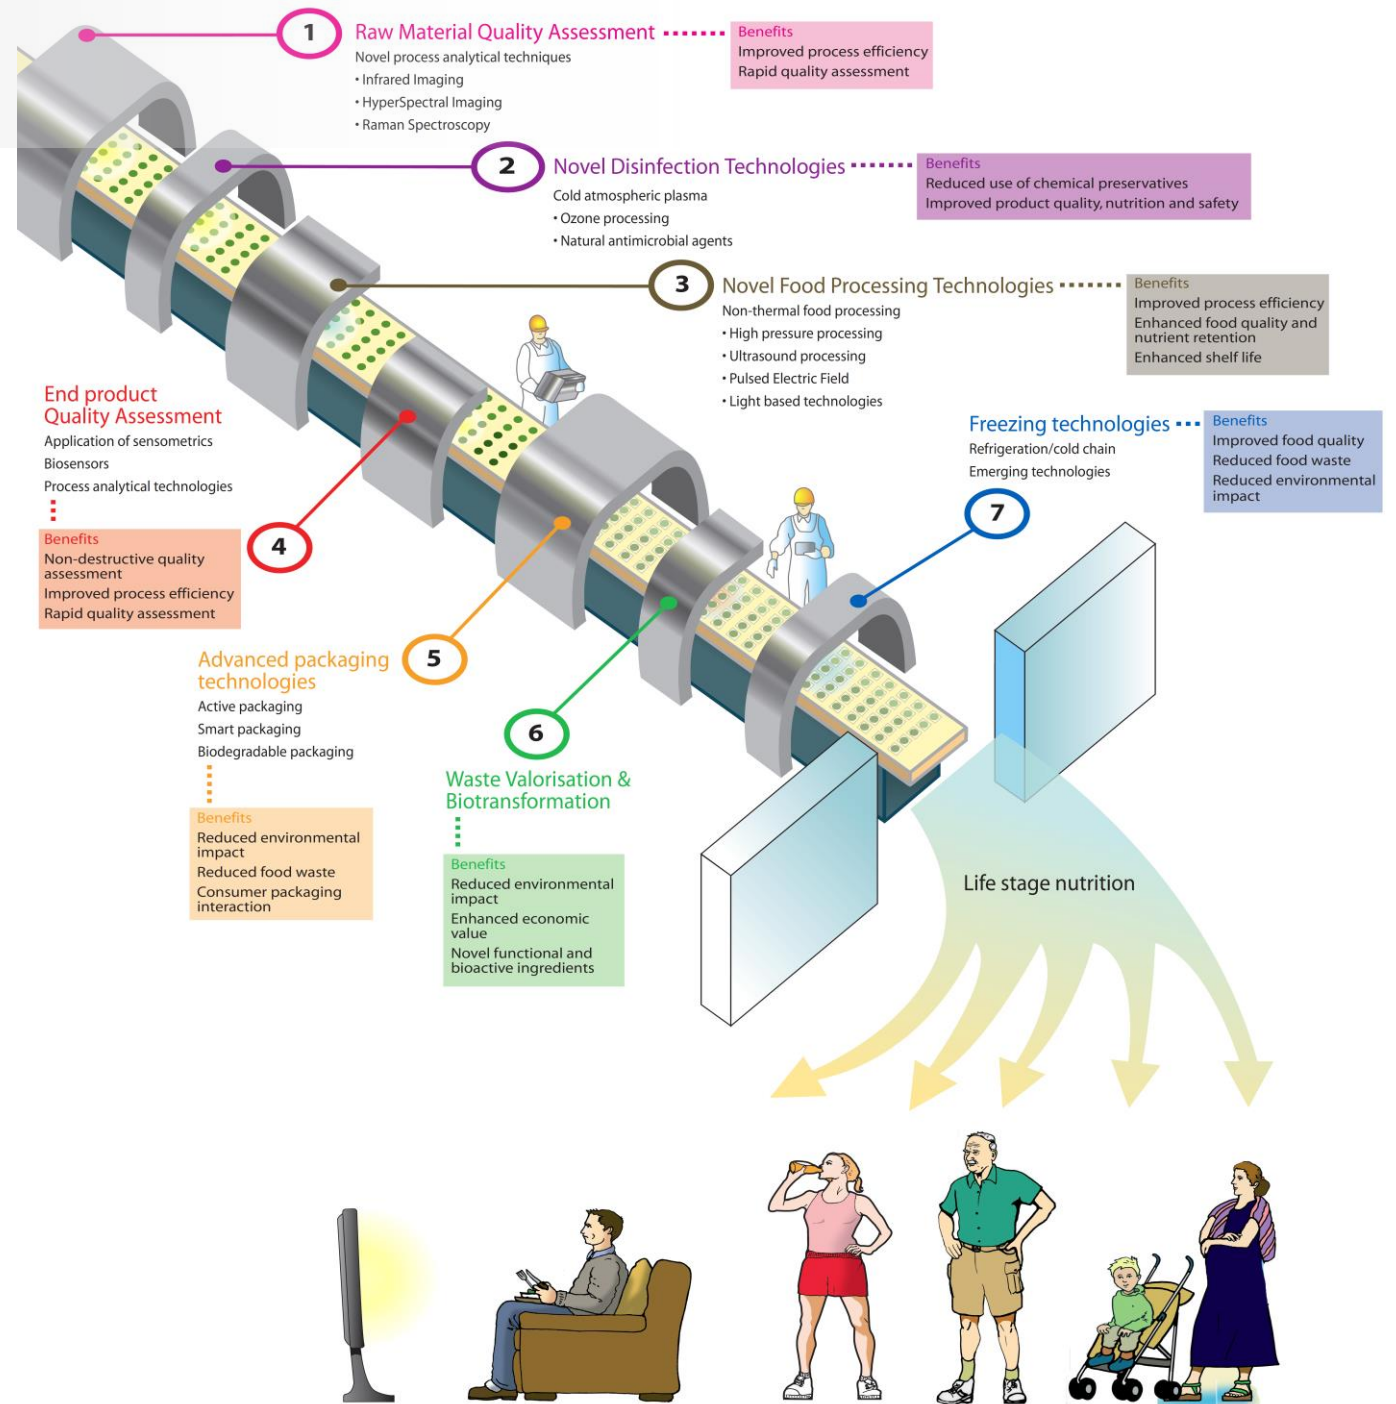 1
Raw Material Quality Assessment
Novel process analytical techniques
• Infrared Imaging
• HyperSpectral Imaging
• Raman Spectroscopy
Benefits
Improved process efficiency
Rapid quality assessment
2
Novel Disinfection Technologies
Cold atmospheric plasma
• Ozone processing
• Natural antimicrobial agents
Benefits
Reduced use of chemical preservatives
Improved product quality, nutrition and safety
3
Novel Food Processing Technologies
Non-thermal food processing
• High pressure processing
• Ultrasound processing
• Pulsed Electric Field
• Light based technologies
Benefits
Improved process efficiency
Enhanced food quality and
nutrient retention
Enhanced shelf life
End product
Quality Assessment
Application of sensometrics
Biosensors
Process analytical technologies
4
Benefits
Non-destructive quality
assessment
Improved process efficiency
Rapid quality assessment
Advanced packaging
technologies
5
Active packaging
Smart packaging
Biodegradable packaging
Benefits
Reduced environmental
impact
Reduced food waste
Consumer packaging
interaction
6
Waste Valorisation &
Biotransformation
Benefits
Reduced environmental
impact
Enhanced economic
value
Novel functional and
bioactive ingredients
Freezing technologies
Refrigeration/cold chain
Emerging technologies
7
Benefits
Improved food quality
Reduced food waste
Reduced environmental
impact
Life stage nutrition